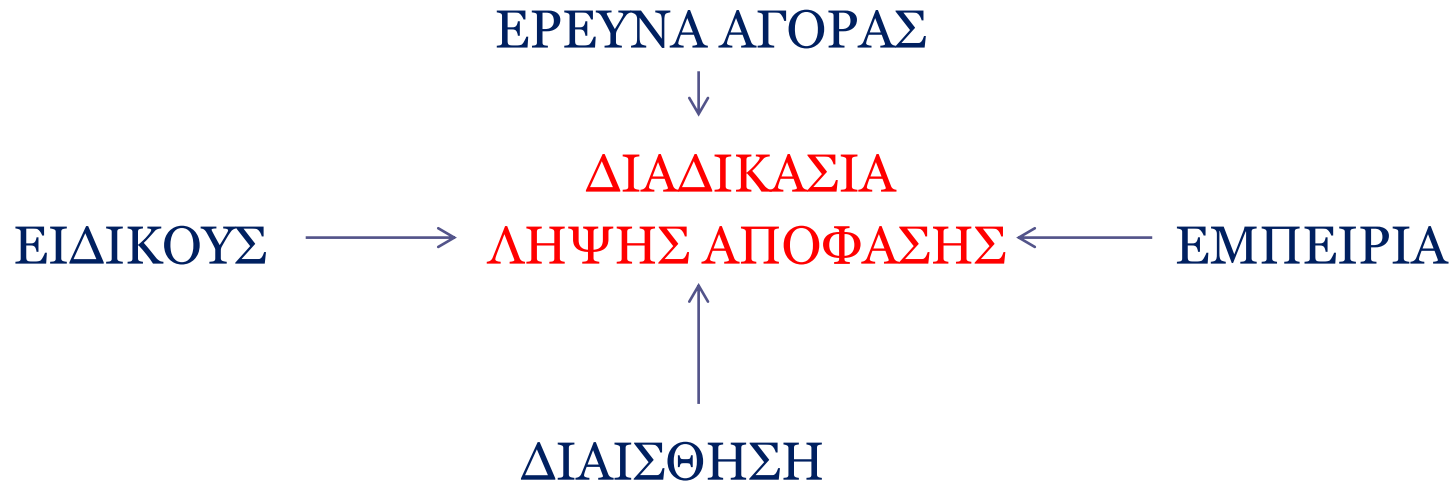 ΕΡΕΥΝΑ ΑΓΟΡΑΣ
ΔΙΑΔΙΚΑΣΙΑ
ΕΙΔΙΚΟΥΣ
ΛΗΨΗΣ ΑΠΟΦΑΣΗΣ
ΕΜΠΕΙΡΙΑ
ΔΙΑΙΣΘΗΣΗ